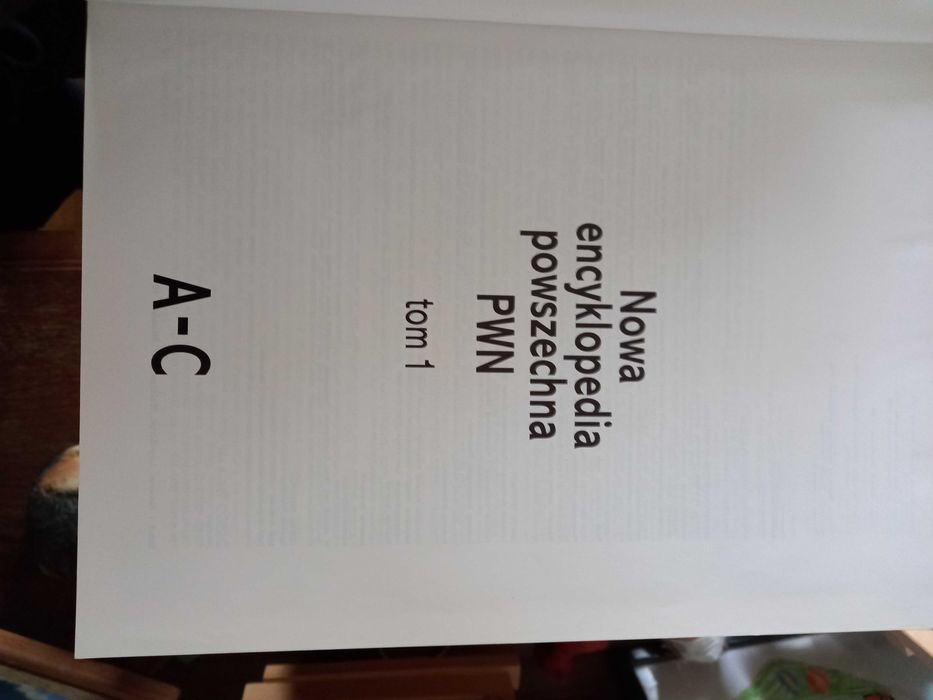 Nowa
encyklopedia
powszechna
PWN
tom 1
A-C